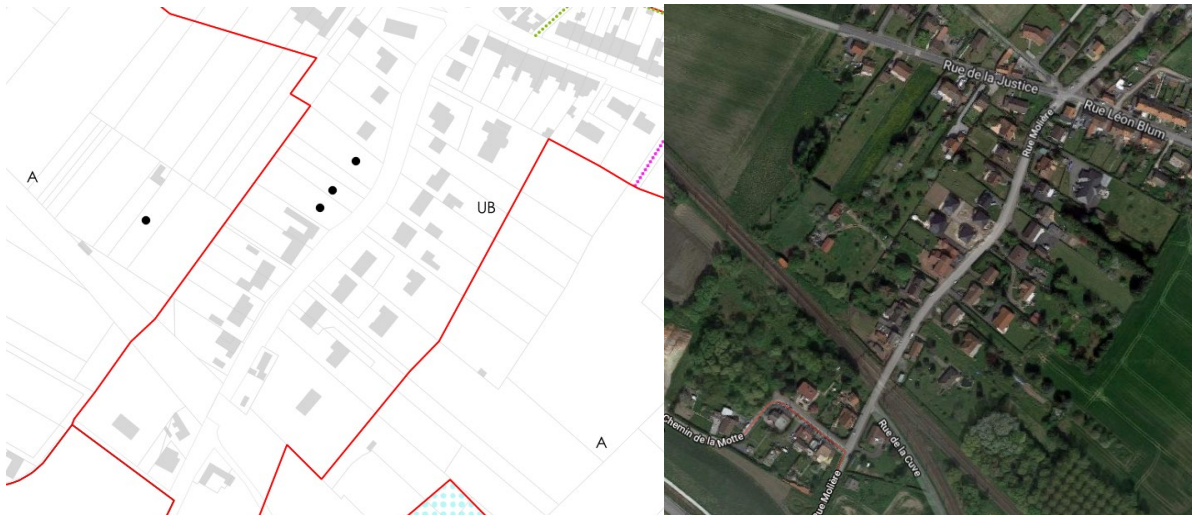 A
UB
A
Rue de la Justice
Rue Léon Blum
Rue Molière
Chemin de la Motte
Rue de la Cuve
Rue Molière